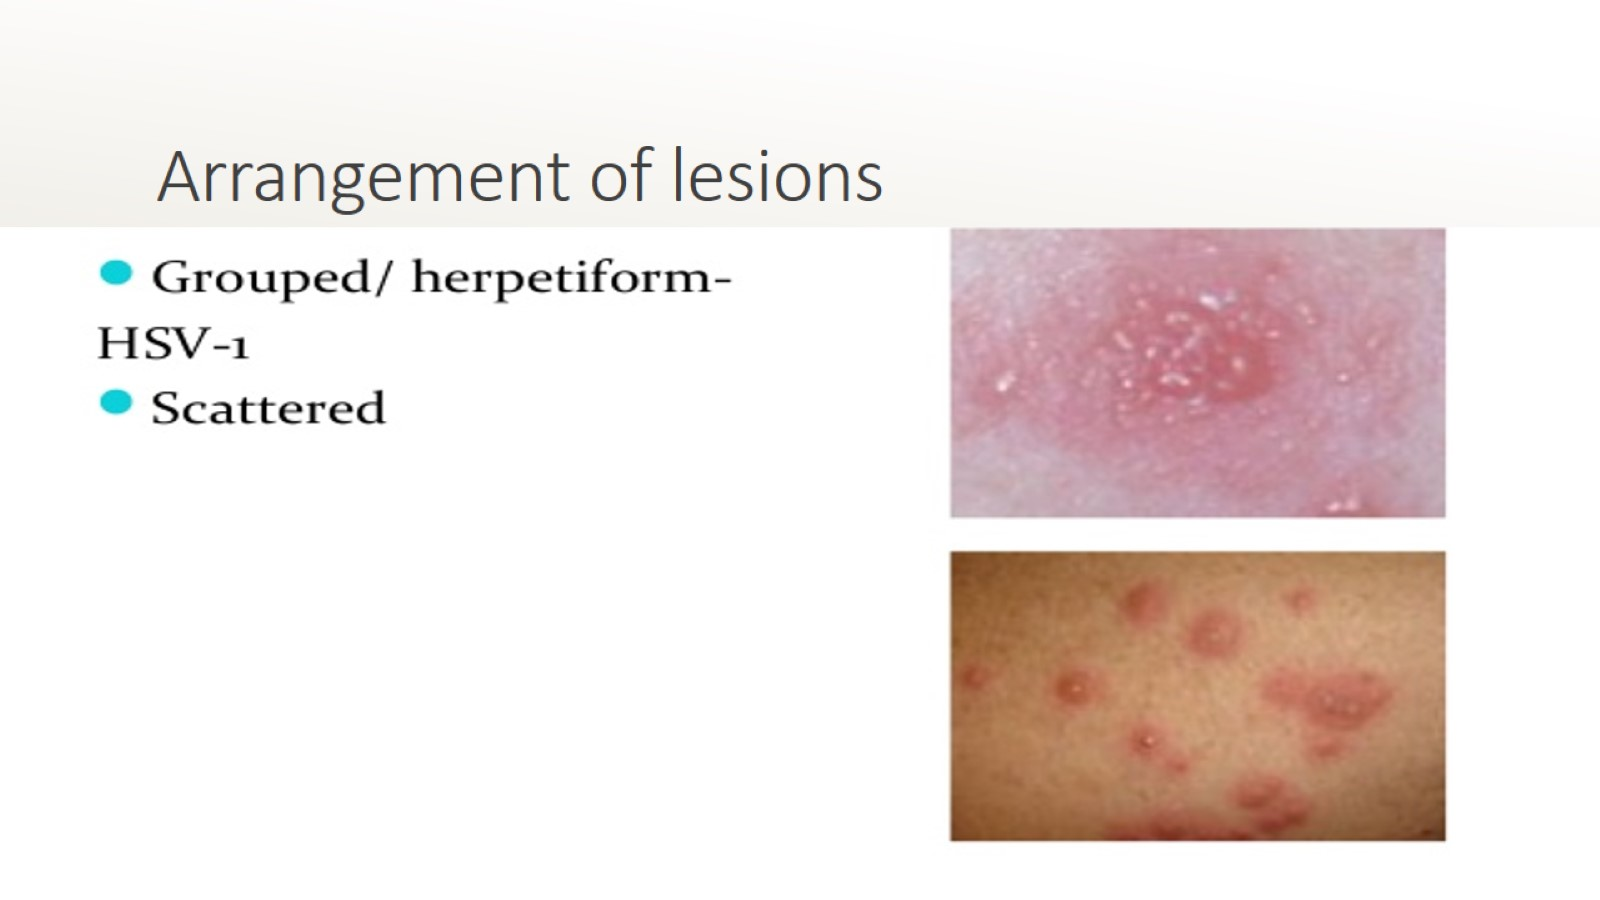 Arrangement of lesions
Grouped/ herpetiform-
HSV-1
Scattered